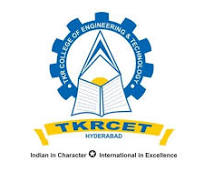 TKR COLLEGE OF ENGINEERING & TECHNOLOGY
TKRCET
HYDERABAD
Indian in Character ✪ International in Excellence